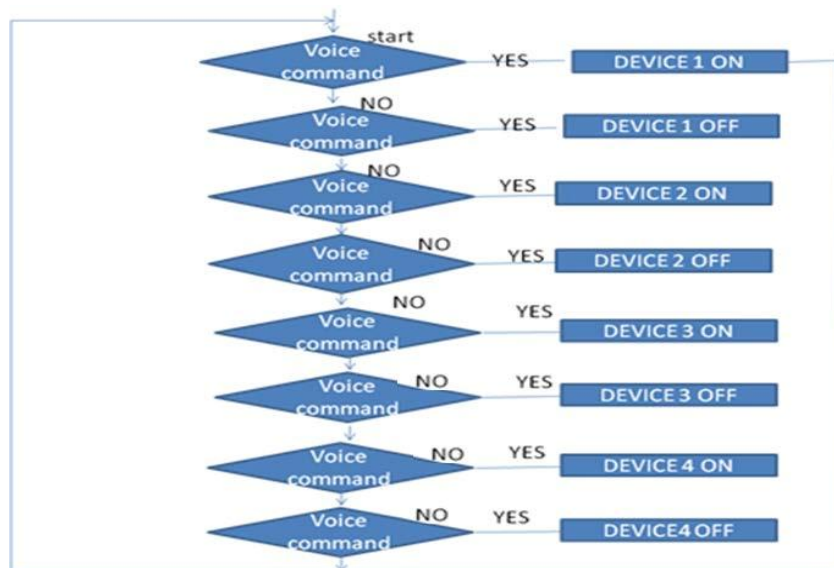 start
Voice
command
YES
DEVICE 1 ON
NO
Voice
command
YES
DEVICE 1 OFF
NO
Voice
command
YES
DEVICE 2 ON
NO
Voice
command
YES
DEVICE 2 OFF
NO
Voice
command
YES
DEVICE 3 ON
NO
Voice
command
YES
DEVICE 3 OFF
NO
Voice
command
YES
DEVICE 4 ON
NO
Voice
command
YES
DEVICE4 OFF